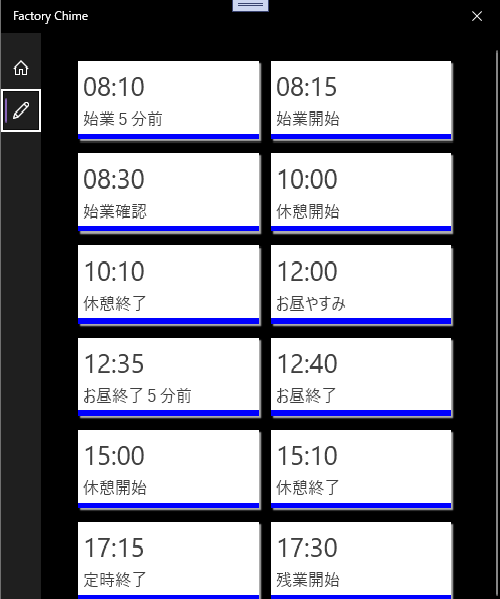 Factory Chime
08:10
始業５分前
08:15
始業開始
08:30
始業確認
10:00
休憩開始
10:10
休憩終了
12:00
お昼やすみ
12:35
お昼終了５分前
12:40
お昼終了
15:00
休憩開始
15:10
休憩終了
17:15
定時終了
17:30
残業開始